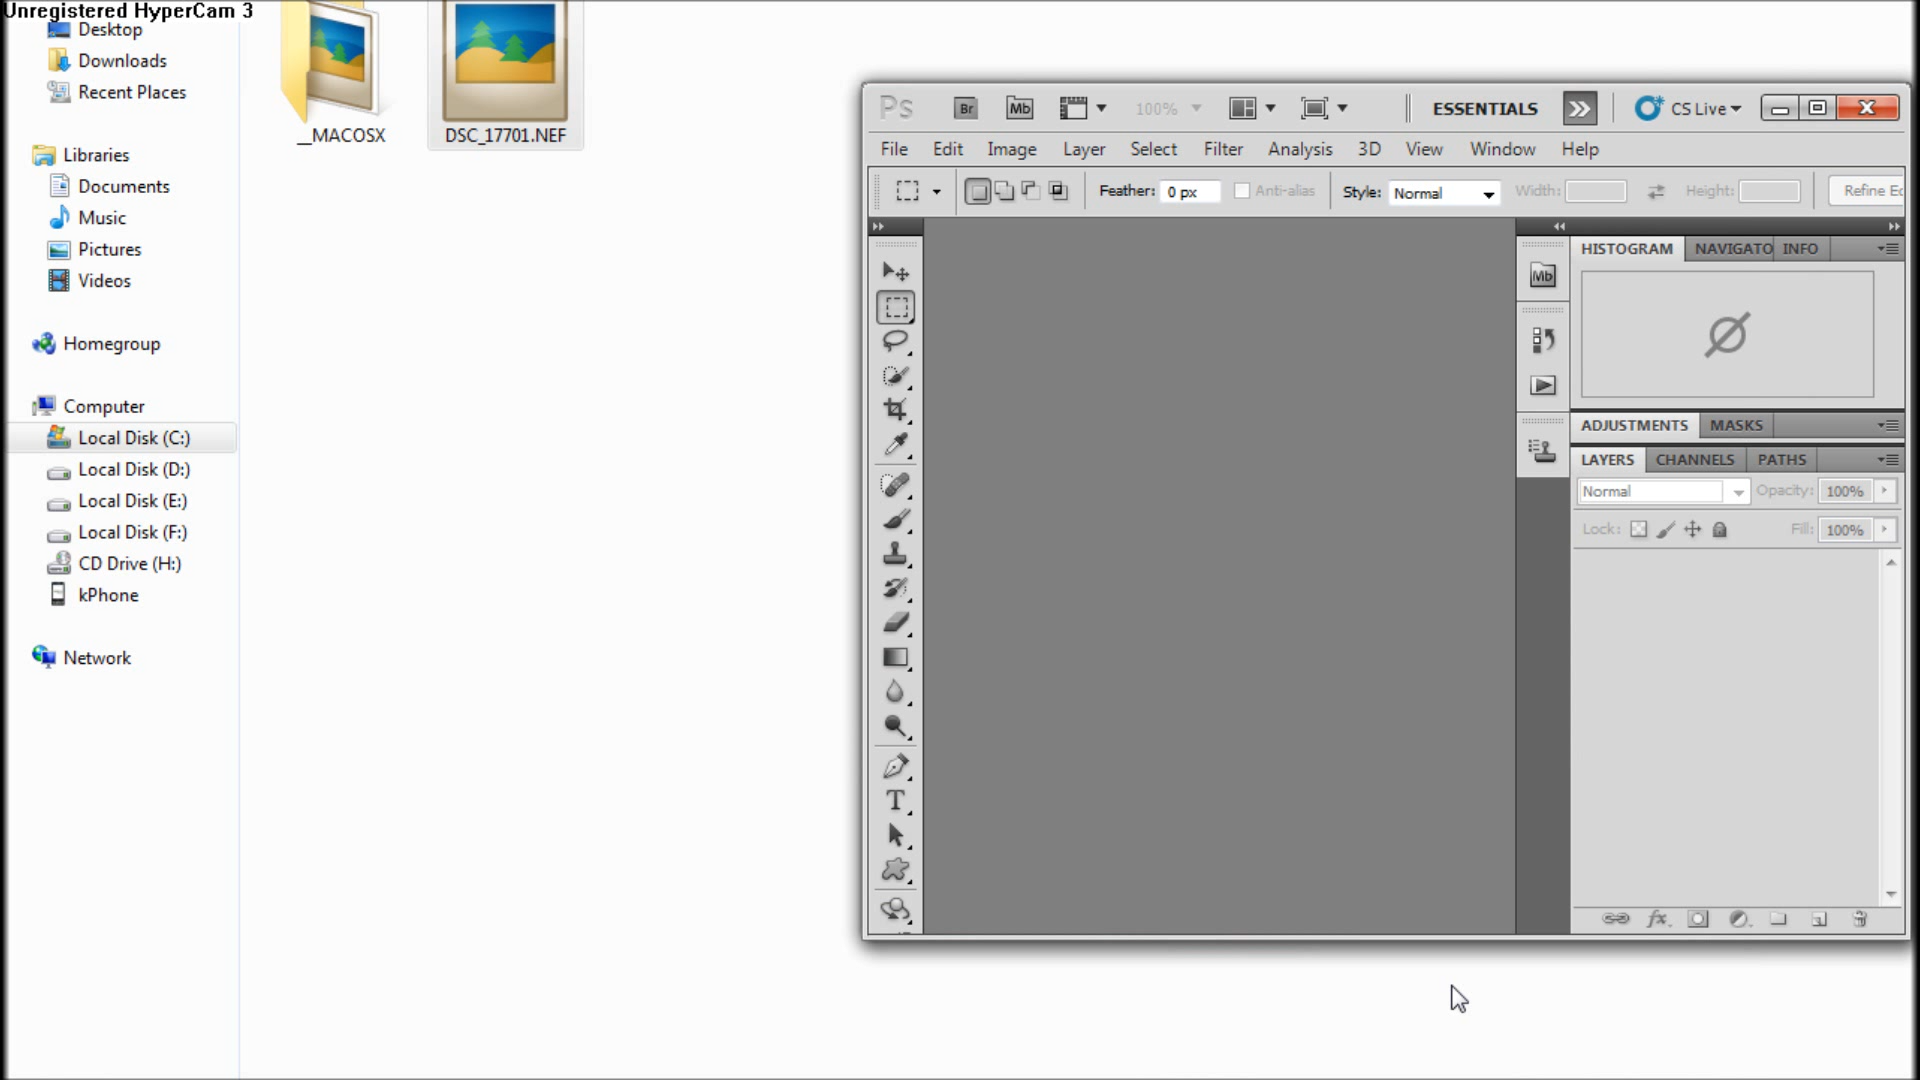 Unregistered HyperCam 3
Desktop
Downloads
Recent Places
Libraries
Documents
Music
Pictures
Videos
Homegroup
Computer
Local Disk (C:)
Local Disk (D:)
Local Disk (E:)
Local Disk (F:)
CD Drive (H:)
kPhone
Network
__MACOSX
DSC_17701.NEF
Ps Br Mb 100% ESSENTIALS CS Live
File Edit Image Layer Select Filter Analysis 3D View Window Help
Feather: 0 px Anti-alias Style: Normal Width: Height: Refine Ec
HISTOGRAM NAVIGATO INFO
Mb
ADJUSTMENTS MASKS
LAYERS CHANNELS PATHS
Normal Opacity: 100%
Lock: Fill: 100%
T
fx